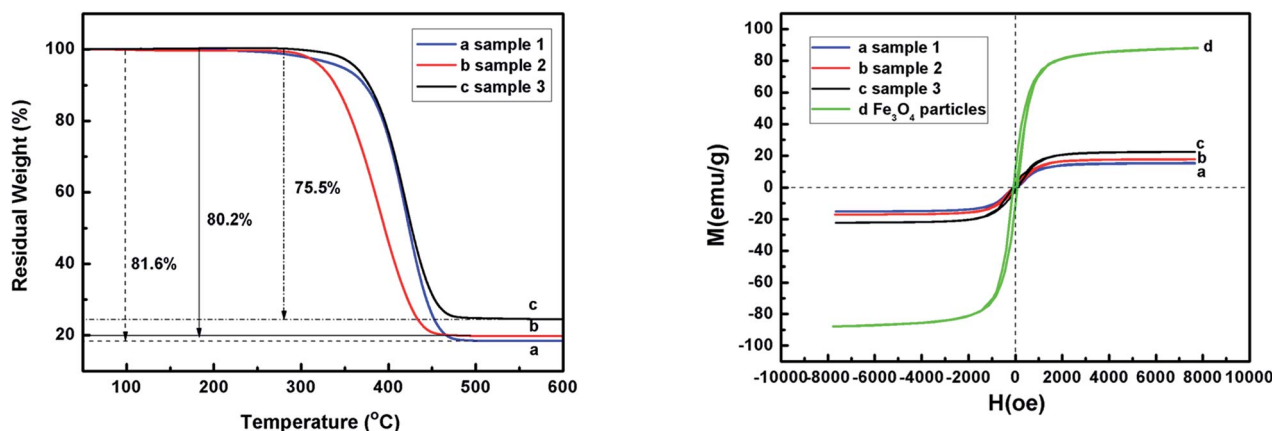 100
80
60
40
20
Residual Weight (%)
a sample 1
b sample 2
c sample 3
75.5%
80.2%
81.6%
c
b
a
100
200
300
400
500
600
Temperature (°C)
100
80
60
40
20
0
-20
-40
-60
-80
-100
M(emu/g)
a sample 1
b sample 2
c sample 3
d Fe₃O₄ particles
d
c
b
a
-10000 -8000 -6000 -4000 -2000 0 2000 4000 6000 8000 10000
H(oe)